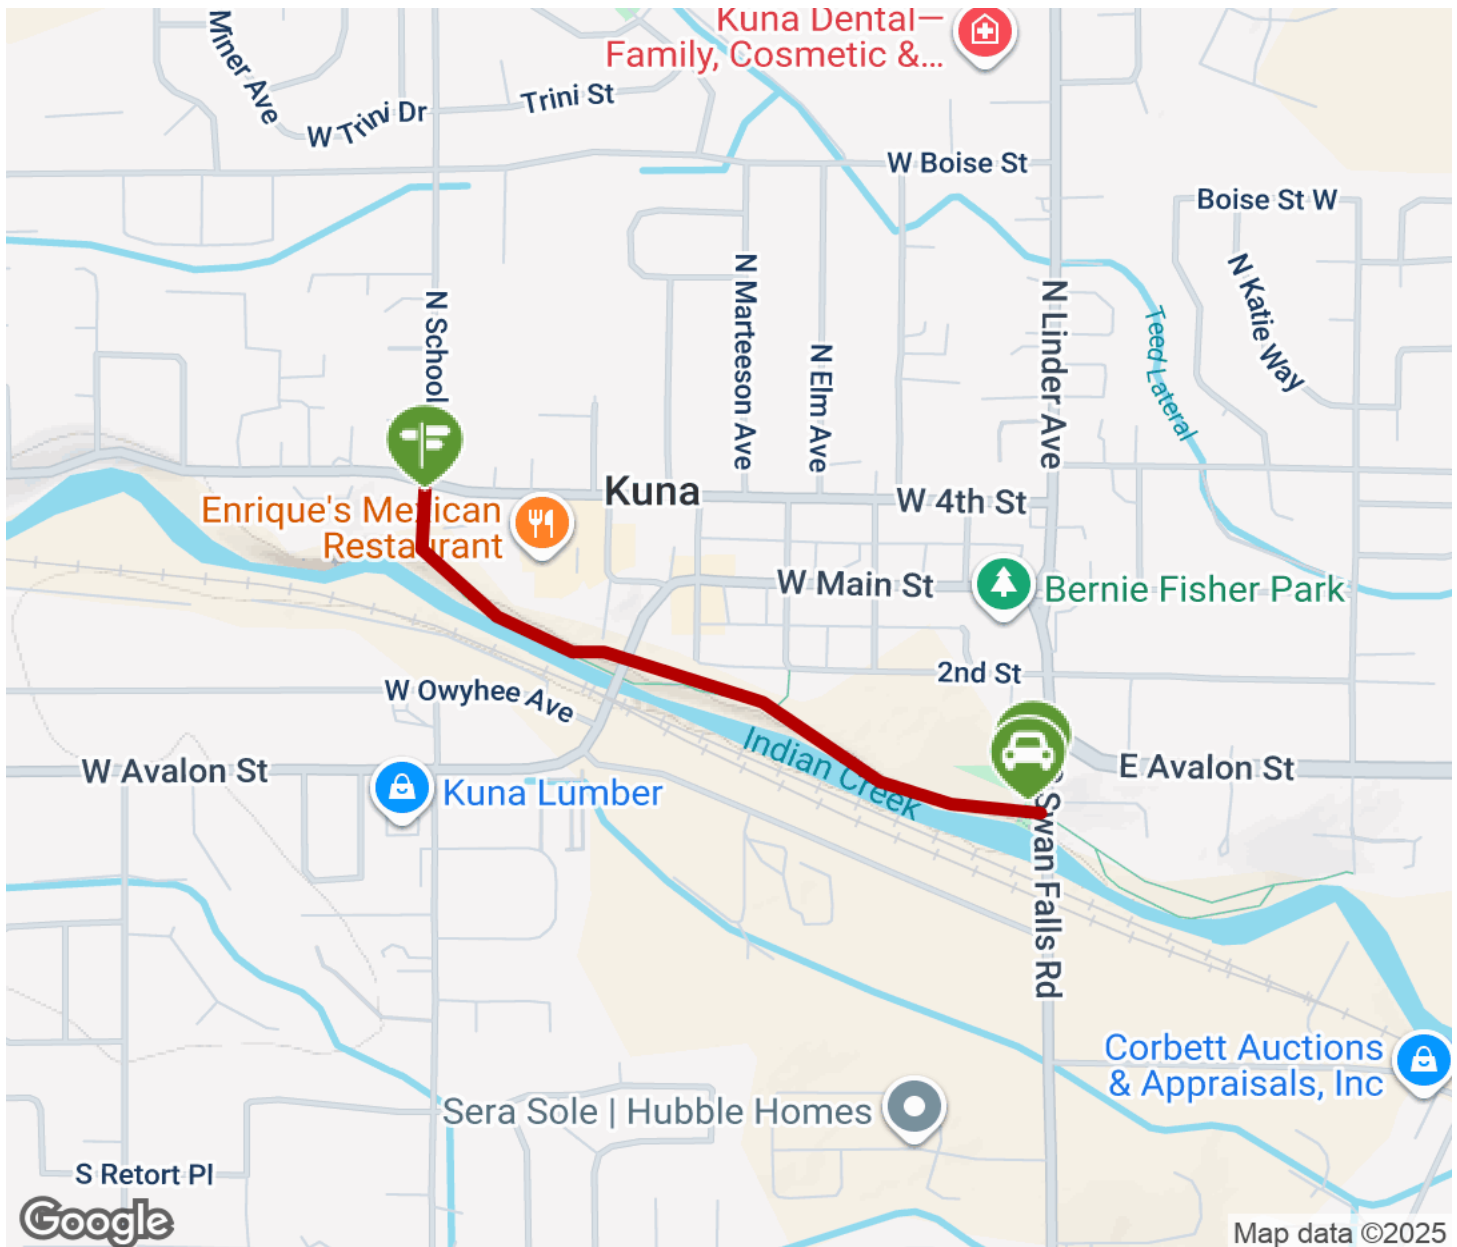 Kuna Dental—
Family, Cosmetic &...
Miner Ave
W Trini Dr
Trini St
W Boise St
Boise St W
N School
N Marteeson Ave
N Elm Ave
N Linder Ave
N Katie Way
Teed Lateral
Enrique's Mexican
Restaurant
Kuna
W 4th St
W Main St
Bernie Fisher Park
2nd St
W Owyhee Ave
Indian Creek
W Avalon St
E Avalon St
Kuna Lumber
S Swan Falls Rd
Corbett Auctions
& Appraisals, Inc
Sera Sole | Hubble Homes
S Retort Pl
Google
Map data ©2025